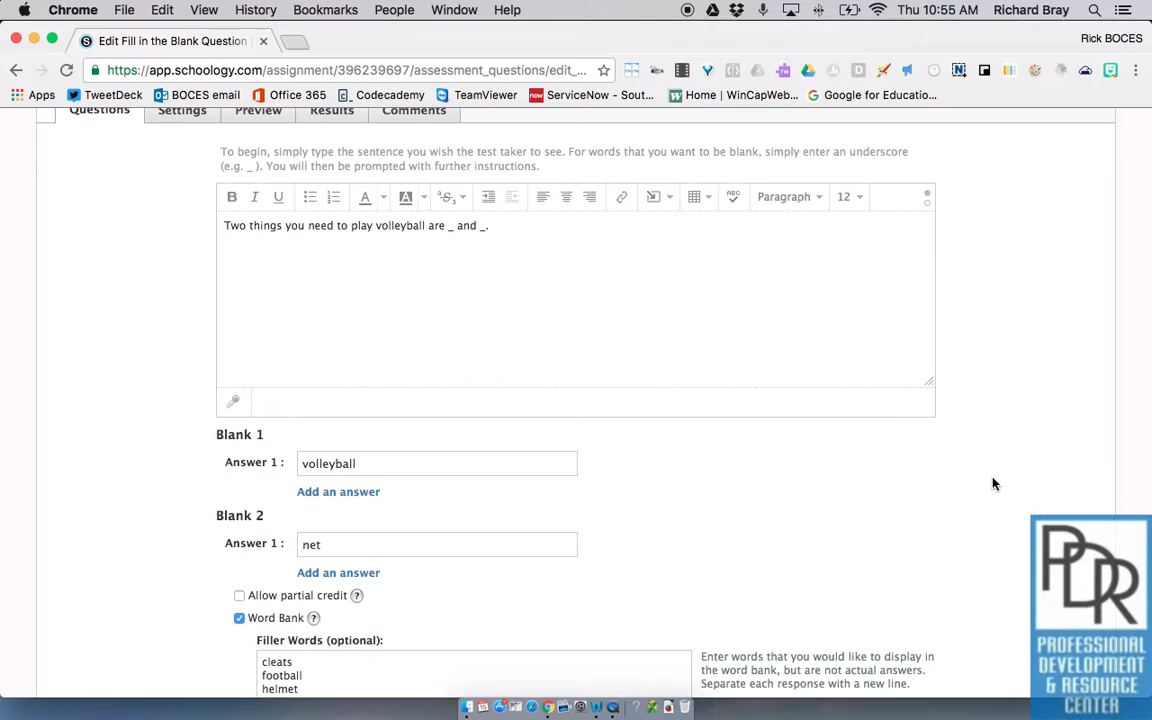 Chrome File Edit View History Bookmarks People Window Help Thu 10:55 AM Richard Bray
Edit Fill in the Blank Question Rick BOCES
https://app.schoology.com/assignment/396239697/assessment_questions/edit_...
Apps TweetDeck BOCES email Office 365 Codecademy TeamViewer ServiceNow - Sout... Home | WinCapWeb... Google for Educatio...
Questions Settings Preview Results Comments
To begin, simply type the sentence you wish the test taker to see. For words that you want to be blank, simply enter an underscore
(e.g. _ ). You will then be prompted with further instructions.
B I U A A S Paragraph 12
Two things you need to play volleyball are _ and _.
Blank 1
Answer 1 : volleyball
Add an answer
Blank 2
Answer 1 : net
Add an answer
Allow partial credit ?
Word Bank ?
Filler Words (optional):
cleats
football
helmet
Enter words that you would like to display in
the word bank, but are not actual answers.
Separate each response with a new line.
PDRC
PROFESSIONAL
DEVELOPMENT
& RESOURCE
CENTER